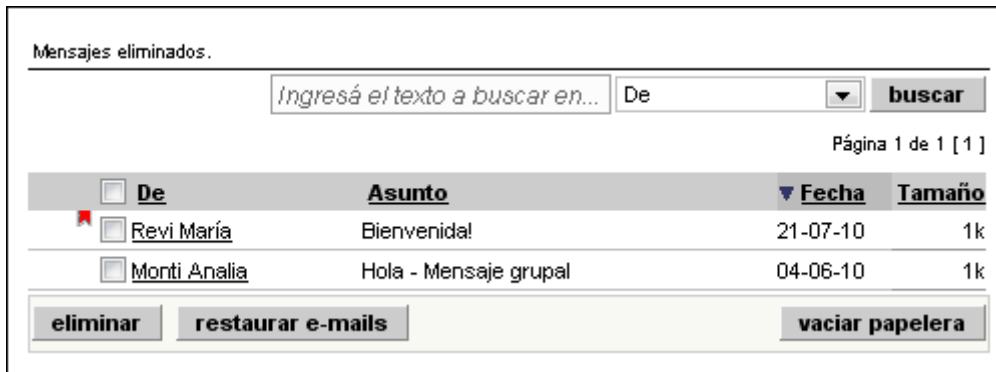 Mensajes eliminados.
Ingresá el texto a buscar en... De buscar
Página 1 de 1 [ 1 ]
De Asunto Fecha Tamaño
Revi María Bienvenida! 21-07-10 1k
Monti Analia Hola - Mensaje grupal 04-06-10 1k
eliminar restaurar e-mails vaciar papelera